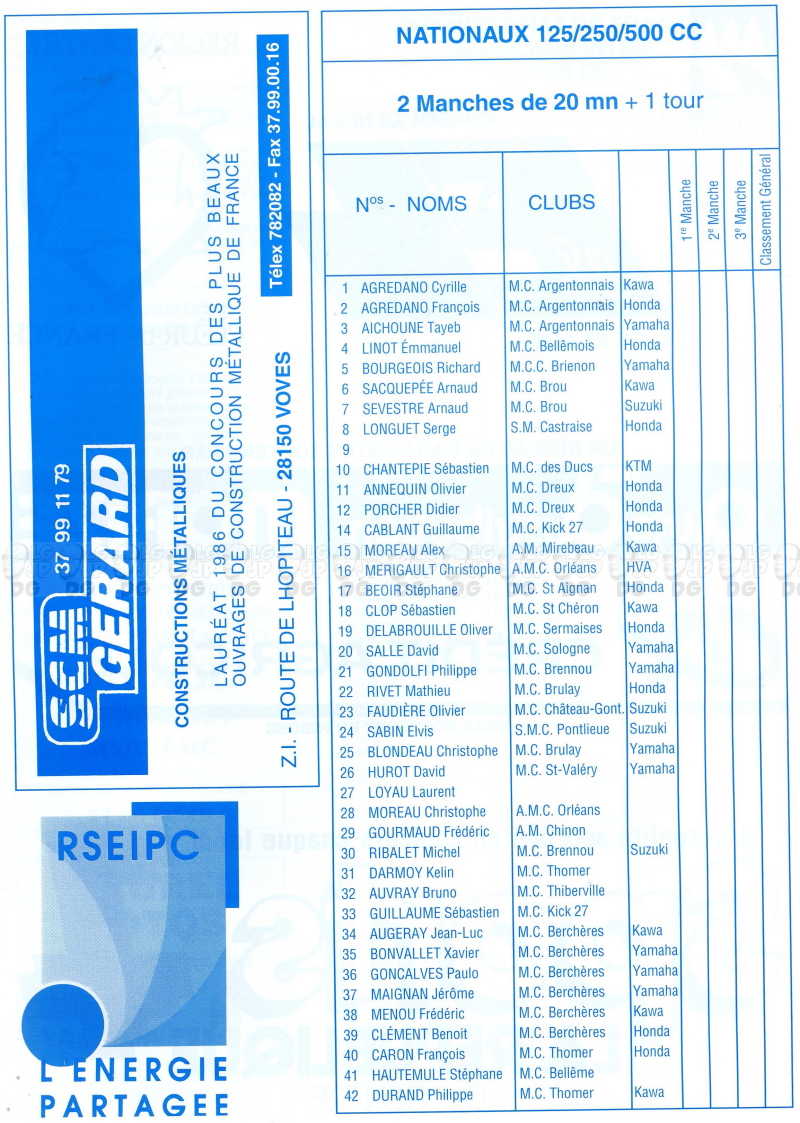 SCM
GERARD
37 99 11 79
CONSTRUCTIONS MÉTALLIQUES
LAURÉAT 1986 DU CONCOURS DES PLUS BEAUX
OUVRAGES DE CONSTRUCTION MÉTALLIQUE DE FRANCE
Z.I. - ROUTE DE LHOPITEAU - 28150 VOVES
Télex 782082 - Fax 37.99.00.16
RSEIPC
L'ENERGIE
PARTAGEE
NATIONAUX 125/250/500 CC
2 Manches de 20 mn + 1 tour
Nos - NOMS CLUBS 1re Manche 2e Manche 3e Manche Classement Général
1 AGREDANO Cyrille M.C. Argentonnais Kawa
2 AGREDANO François M.C. Argentonnais Honda
3 AICHOUNE Tayeb M.C. Argentonnais Yamaha
4 LINOT Émmanuel M.C. Bellêmois Honda
5 BOURGEOIS Richard M.C.C. Brienon Yamaha
6 SACQUEPÉE Arnaud M.C. Brou Kawa
7 SEVESTRE Arnaud M.C. Brou Suzuki
8 LONGUET Serge S.M. Castraise Honda
9
10 CHANTEPIE Sébastien M.C. des Ducs KTM
11 ANNEQUIN Olivier M.C. Dreux Honda
12 PORCHER Didier M.C. Dreux Honda
14 CABLANT Guillaume M.C. Kick 27 Honda
15 MOREAU Alex A.M. Mirebeau Kawa
16 MERIGAULT Christophe A.M.C. Orléans HVA
17 BEOIR Stéphane M.C. St Aignan Honda
18 CLOP Sébastien M.C. St Chéron Kawa
19 DELABROUILLE Oliver M.C. Sermaises Honda
20 SALLE David M.C. Sologne Yamaha
21 GONDOLFI Philippe M.C. Brennou Yamaha
22 RIVET Mathieu M.C. Brulay Honda
23 FAUDIÈRE Olivier M.C. Château-Gont. Suzuki
24 SABIN Elvis S.M.C. Pontlieue Suzuki
25 BLONDEAU Christophe M.C. Brulay Yamaha
26 HUROT David M.C. St-Valéry Yamaha
27 LOYAU Laurent
28 MOREAU Christophe A.M.C. Orléans
29 GOURMAUD Frédéric A.M. Chinon
30 RIBALET Michel M.C. Brennou Suzuki
31 DARMOY Kelin M.C. Thomer
32 AUVRAY Bruno M.C. Thiberville
33 GUILLAUME Sébastien M.C. Kick 27
34 AUGERAY Jean-Luc M.C. Berchères Kawa
35 BONVALLET Xavier M.C. Berchères Yamaha
36 GONCALVES Paulo M.C. Berchères Yamaha
37 MAIGNAN Jérôme M.C. Berchères Yamaha
38 MENOU Frédéric M.C. Berchères Kawa
39 CLÉMENT Benoit M.C. Berchères Honda
40 CARON François M.C. Thomer Honda
41 HAUTEMULE Stéphane M.C. Bellême
42 DURAND Philippe M.C. Thomer Kawa